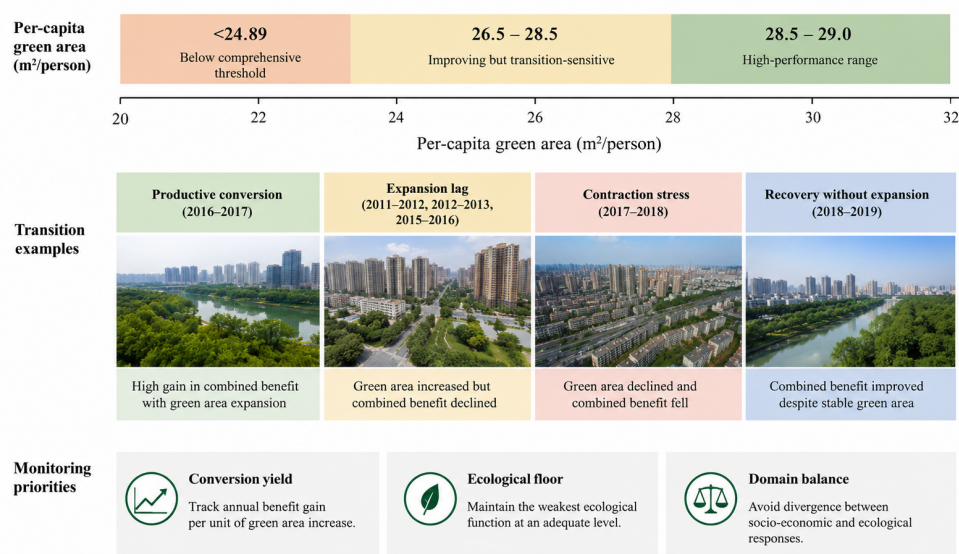 Per-capita
green area
(m²/person)
<24.89
Below comprehensive
threshold
26.5 – 28.5
Improving but transition-sensitive
28.5 – 29.0
High-performance range
20
22
24
26
28
30
32
Per-capita green area (m²/person)
Transition
examples
Productive conversion
(2016–2017)
Expansion lag
(2011–2012, 2012–2013,
2015–2016)
Contraction stress
(2017–2018)
Recovery without expansion
(2018–2019)
High gain in combined benefit
with green area expansion
Green area increased but
combined benefit declined
Green area declined and
combined benefit fell
Combined benefit improved
despite stable green area
Monitoring
priorities
Conversion yield
Track annual benefit gain
per unit of green area increase.
Ecological floor
Maintain the weakest ecological
function at an adequate level.
Domain balance
Avoid divergence between
socio-economic and ecological
responses.